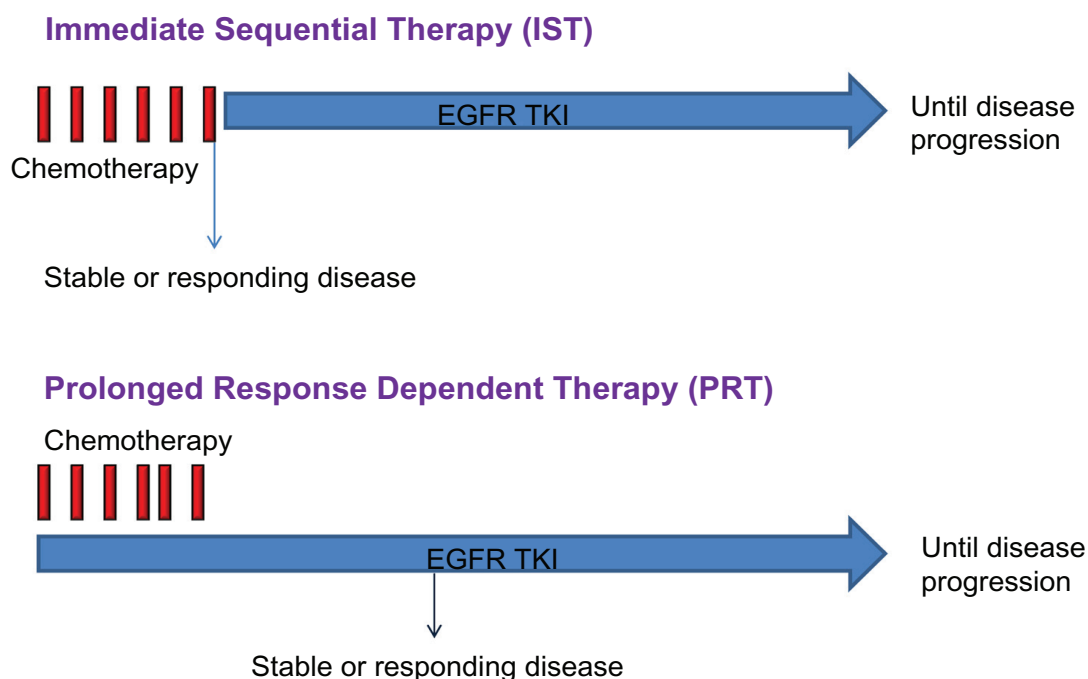 Immediate Sequential Therapy (IST)
EGFR TKI
Until disease
progression
Chemotherapy
Stable or responding disease
Prolonged Response Dependent Therapy (PRT)
Chemotherapy
EGFR TKI
Until disease
progression
Stable or responding disease